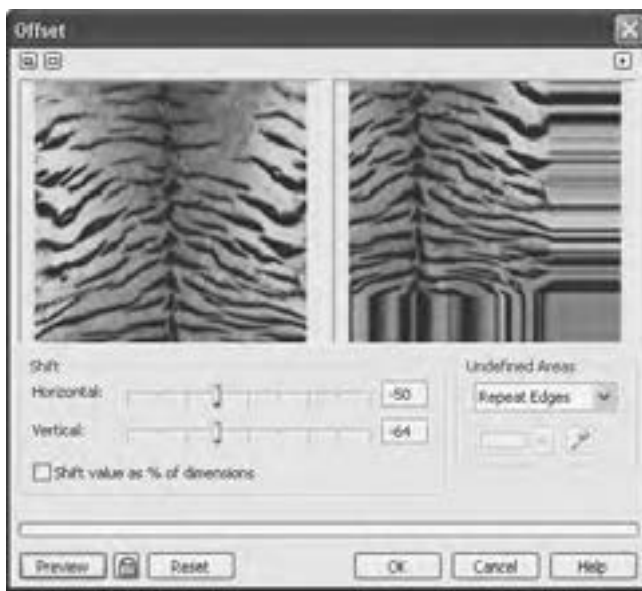 Offset
Shift
Horizontal:
-50
Vertical:
-64
Shift value as % of dimensions
Undefined Areas
Repeat Edges
Preview
Reset
OK
Cancel
Help